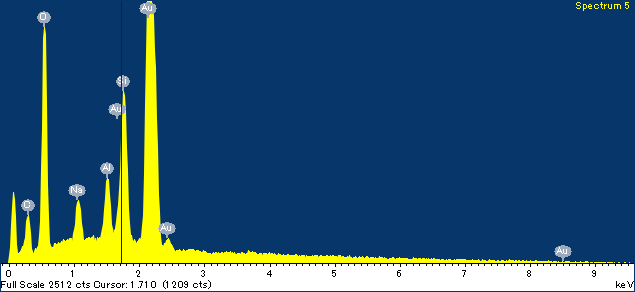 Spectrum 5
Au
O
Si
Au
Al
Na
C
Au
Au
0 1 2 3 4 5 6 7 8 9
Full Scale 2512 cts Cursor: 1.710 (1209 cts) keV